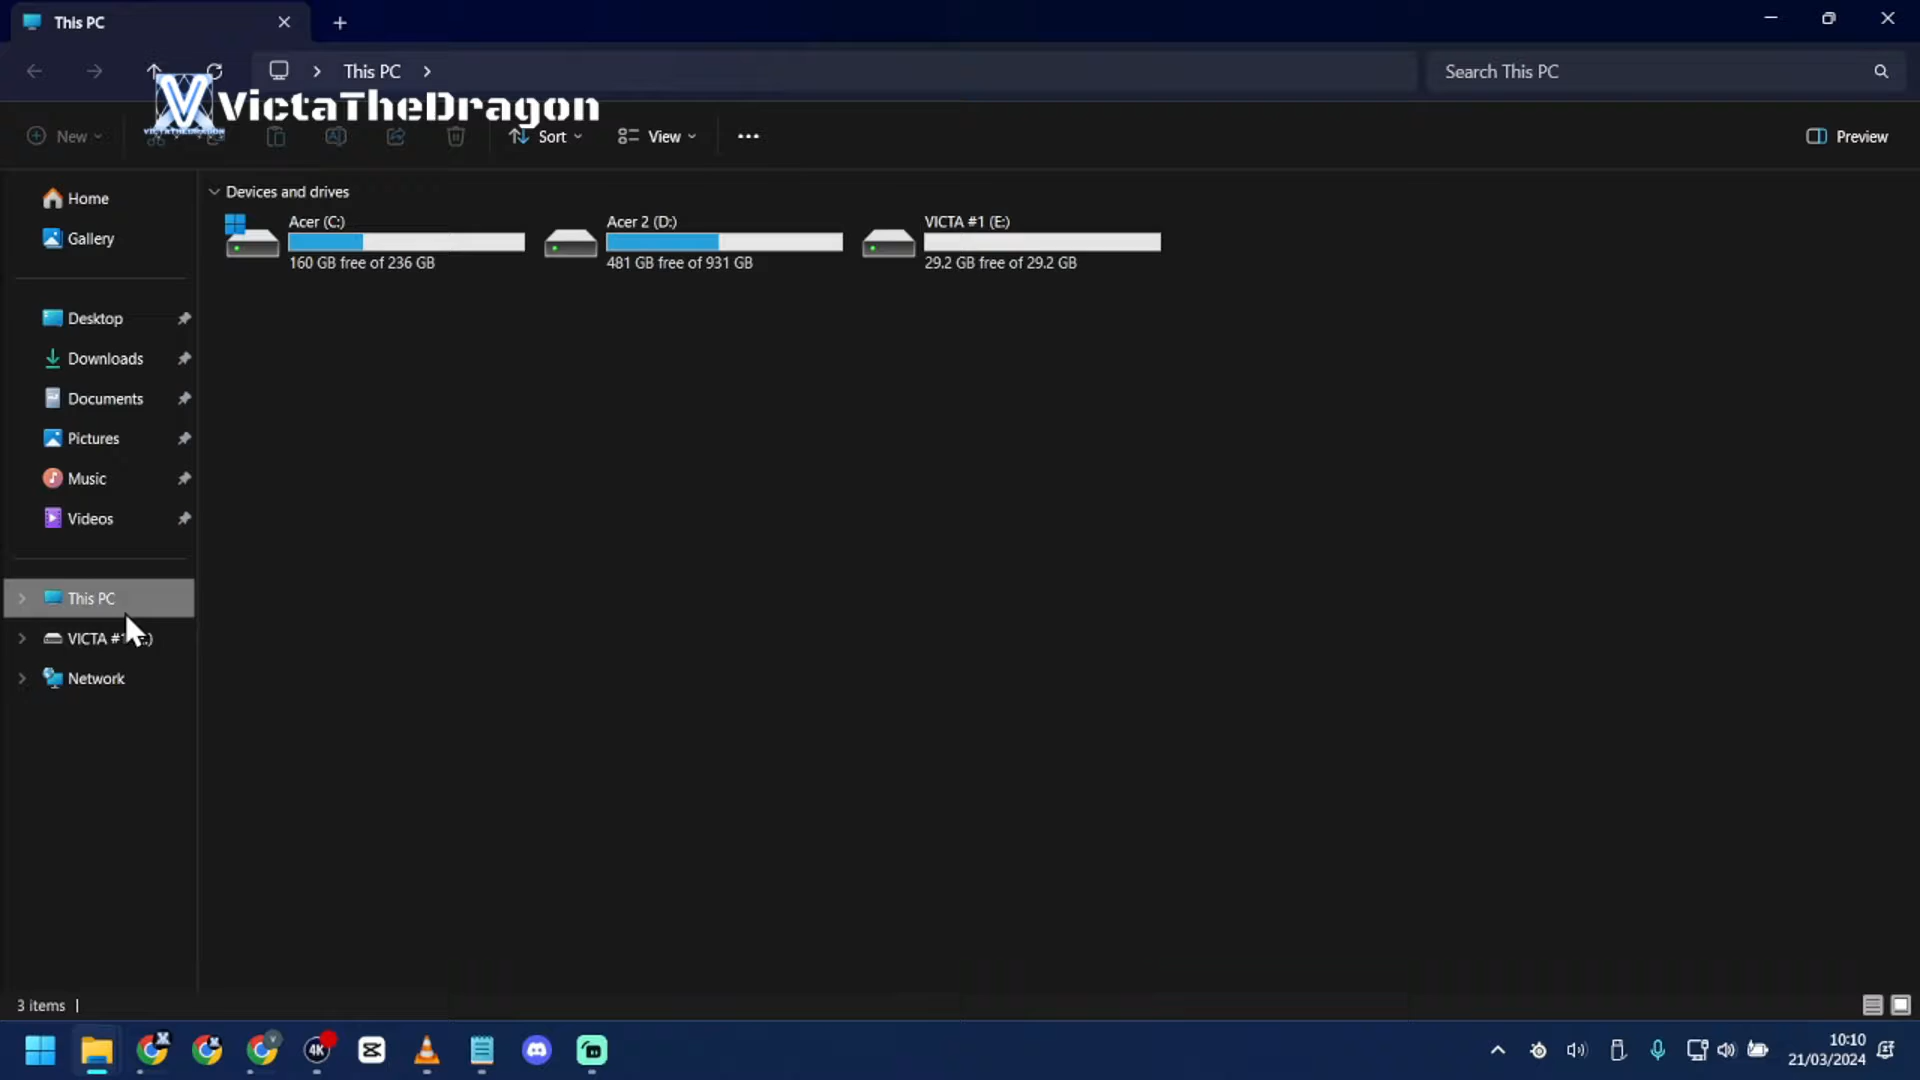 This PC
This PC
Search This PC
VictaTheDragon
VICTATHEDRAGON
New
Sort
View
Preview
Home
Gallery
Desktop
Downloads
Documents
Pictures
Music
Videos
This PC
VICTA #
Network
Devices and drives
Acer (C:)
160 GB free of 236 GB
Acer 2 (D:)
481 GB free of 931 GB
VICTA #1 (E:)
29.2 GB free of 29.2 GB
3 items
4K
10:10
21/03/2024